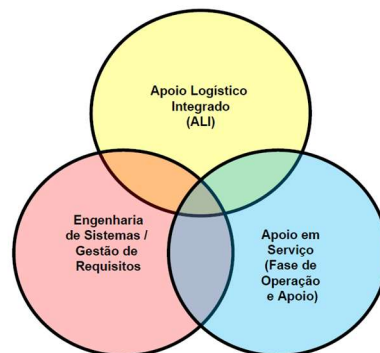 Apoio Logístico
Integrado
(ALI)
Engenharia
de Sistemas /
Gestão de
Requisitos
Apoio em
Serviço
(Fase de
Operação
e Apoio)